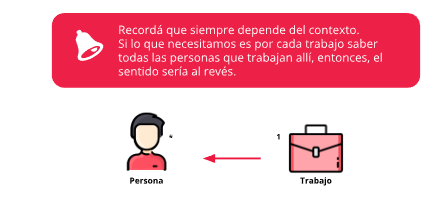 Recordá que siempre depende del contexto.
Si lo que necesitamos es por cada trabajo saber
todas las personas que trabajan allí, entonces, el
sentido sería al revés.
* 1
Persona Trabajo